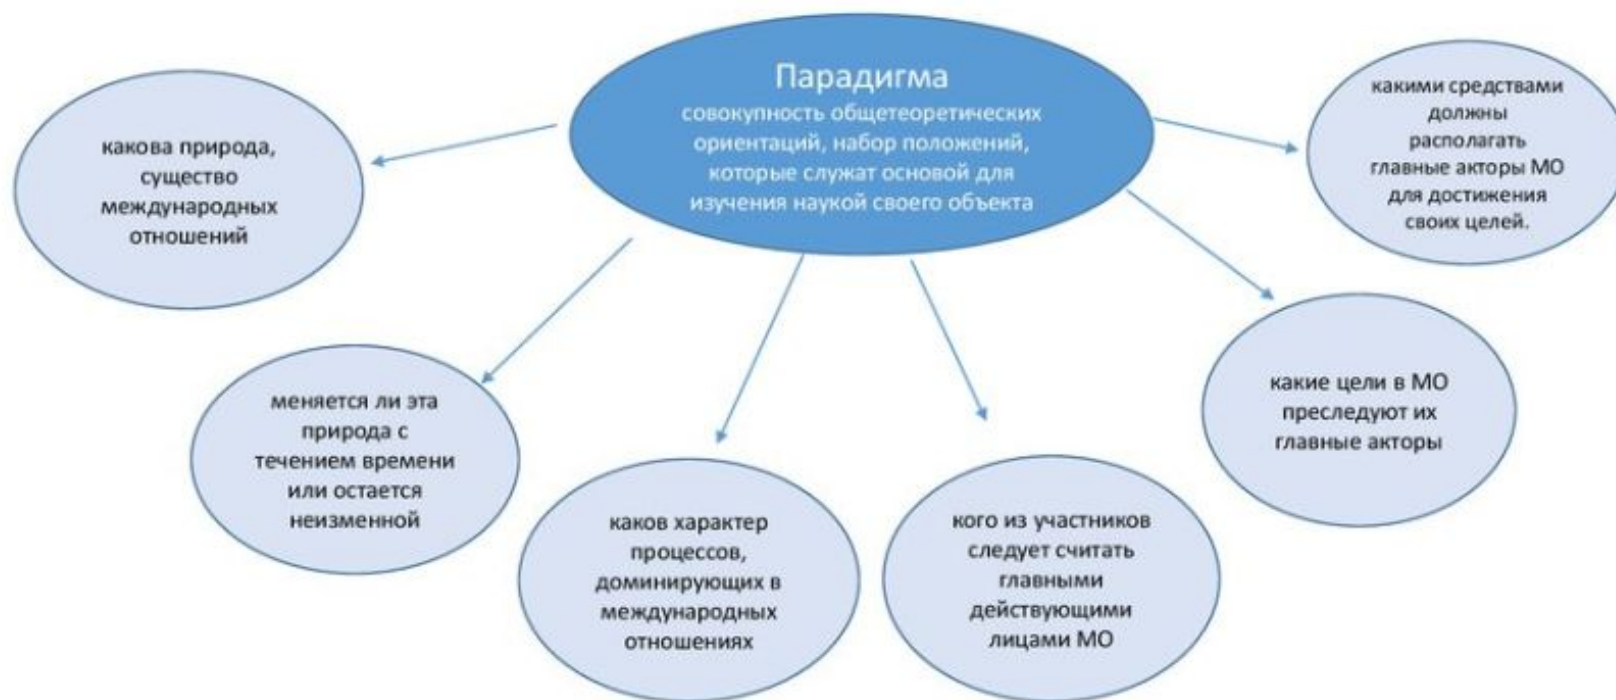 Парадигма
совокупность общетеоретических
ориентаций, набор положений,
которые служат основой для
изучения наукой своего объекта
какова природа,
существо
международных
отношений
меняется ли эта
природа с
течением времени
или остается
неизменной
каков характер
процессов,
доминирующих в
международных
отношениях
кого из участников
следует считать
главными
действующими
лицами МО
какие цели в МО
преследуют их
главные акторы
какими средствами
должны
располагать
главные акторы МО
для достижения
своих целей.